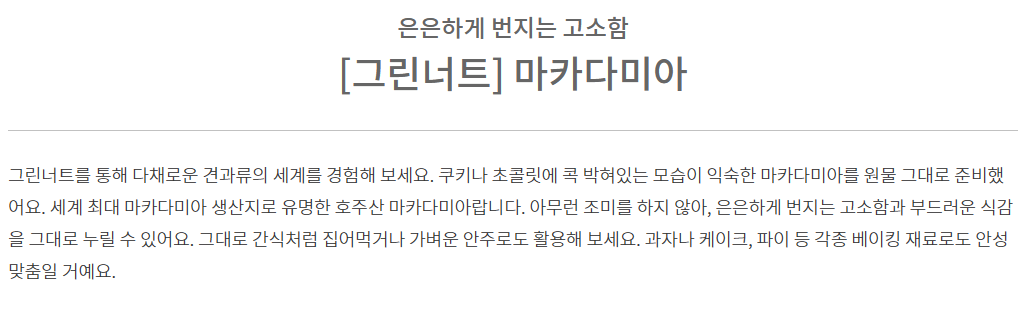 은은하게 번지는 고소함
[그린너트] 마카다미아
그린너트를 통해 다채로운 견과류의 세계를 경험해 보세요. 쿠키나 초콜릿에 콕 박혀있는 모습이 익숙한 마카다미아를 원물 그대로 준비했
어요. 세계 최대 마카다미아 생산지로 유명한 호주산 마카다미아랍니다. 아무런 조미를 하지 않아, 은은하게 번지는 고소함과 부드러운 식감
을 그대로 누릴 수 있어요. 그대로 간식처럼 집어먹거나 가벼운 안주로도 활용해 보세요. 과자나 케이크, 파이 등 각종 베이킹 재료로도 안성
맞춤일 거예요.